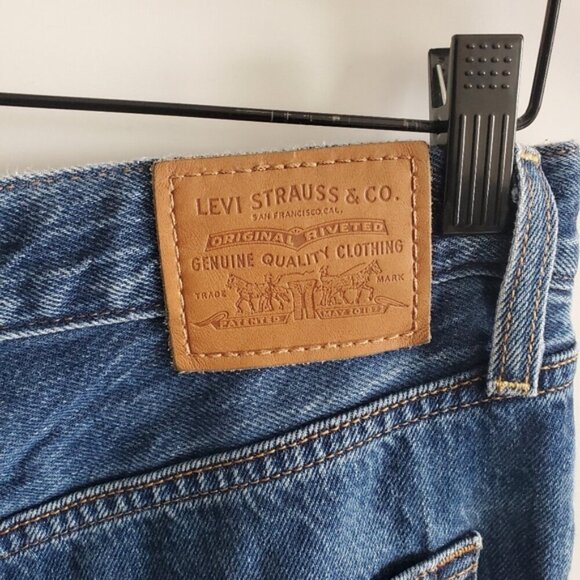 LEVI STRAUSS & CO.
SAN FRANCISCO, CAL.
ORIGINAL RIVETED
GENUINE QUALITY CLOTHING
TRADE MARK
PATENTED MAY 20 1873